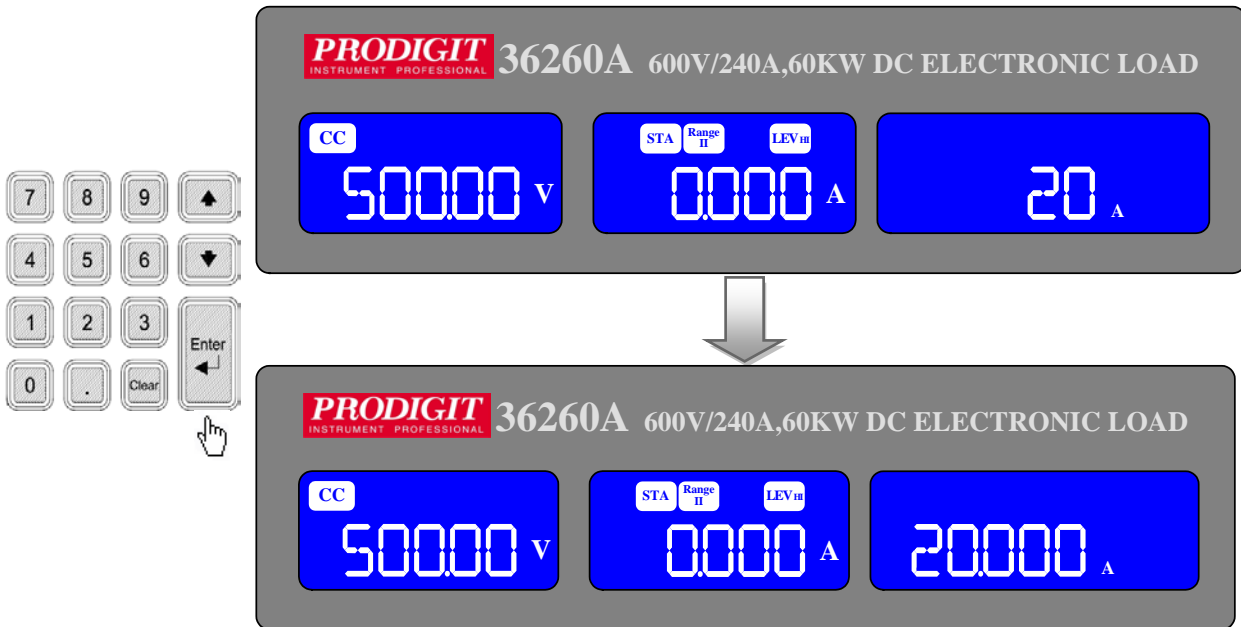 PRODIGIT
INSTRUMENT PROFESSIONAL
36260A 600V/240A,60KW DC ELECTRONIC LOAD
CC
500.00 V
STA Range II LEV HI
0.000 A
20 A
7 8 9
4 5 6
1 2 3
Enter
0 . Clear
PRODIGIT
INSTRUMENT PROFESSIONAL
36260A 600V/240A,60KW DC ELECTRONIC LOAD
CC
500.00 V
STA Range II LEV HI
0.000 A
20.000 A